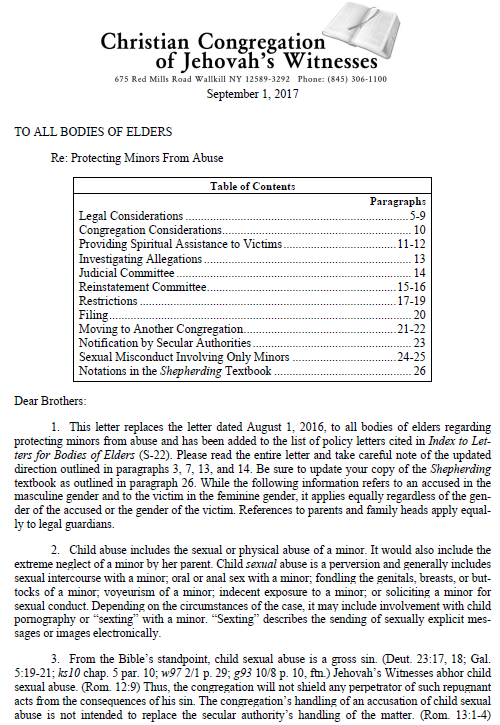 Christian Congregation
of Jehovah's Witnesses
675 Red Mills Road Wallkill NY 12589-3292 Phone: (845) 306-1100
September 1, 2017
TO ALL BODIES OF ELDERS
Re: Protecting Minors From Abuse
Table of Contents
Paragraphs
Legal Considerations ..... 5-9
Congregation Considerations ..... 10
Providing Spiritual Assistance to Victims ..... 11-12
Investigating Allegations ..... 13
Judicial Committee ..... 14
Reinstatement Committee ..... 15-16
Restrictions ..... 17-19
Filing ..... 20
Moving to Another Congregation ..... 21-22
Notification by Secular Authorities ..... 23
Sexual Misconduct Involving Only Minors ..... 24-25
Notations in the Shepherding Textbook ..... 26
Dear Brothers:
1. This letter replaces the letter dated August 1, 2016, to all bodies of elders regarding
protecting minors from abuse and has been added to the list of policy letters cited in Index to Let-
ters for Bodies of Elders (S-22). Please read the entire letter and take careful note of the updated
direction outlined in paragraphs 3, 7, 13, and 14. Be sure to update your copy of the Shepherding
textbook as outlined in paragraph 26. While the following information refers to an accused in the
masculine gender and to the victim in the feminine gender, it applies equally regardless of the gen-
der of the accused or the gender of the victim. References to parents and family heads apply equal-
ly to legal guardians.
2. Child abuse includes the sexual or physical abuse of a minor. It would also include the
extreme neglect of a minor by her parent. Child sexual abuse is a perversion and generally includes
sexual intercourse with a minor; oral or anal sex with a minor; fondling the genitals, breasts, or but-
tocks of a minor; voyeurism of a minor; indecent exposure to a minor; or soliciting a minor for
sexual conduct. Depending on the circumstances of the case, it may include involvement with child
pornography or "sexting" with a minor. "Sexting" describes the sending of sexually explicit mes-
sages or images electronically.
3. From the Bible's standpoint, child sexual abuse is a gross sin. (Deut. 23:17, 18; Gal.
5:19-21; ks10 chap. 5 par. 10; w97 2/1 p. 29; g93 10/8 p. 10, ftn.) Jehovah's Witnesses abhor child
sexual abuse. (Rom. 12:9) Thus, the congregation will not shield any perpetrator of such repugnant
acts from the consequences of his sin. The congregation's handling of an accusation of child sexual
abuse is not intended to replace the secular authority's handling of the matter. (Rom. 13:1-4)